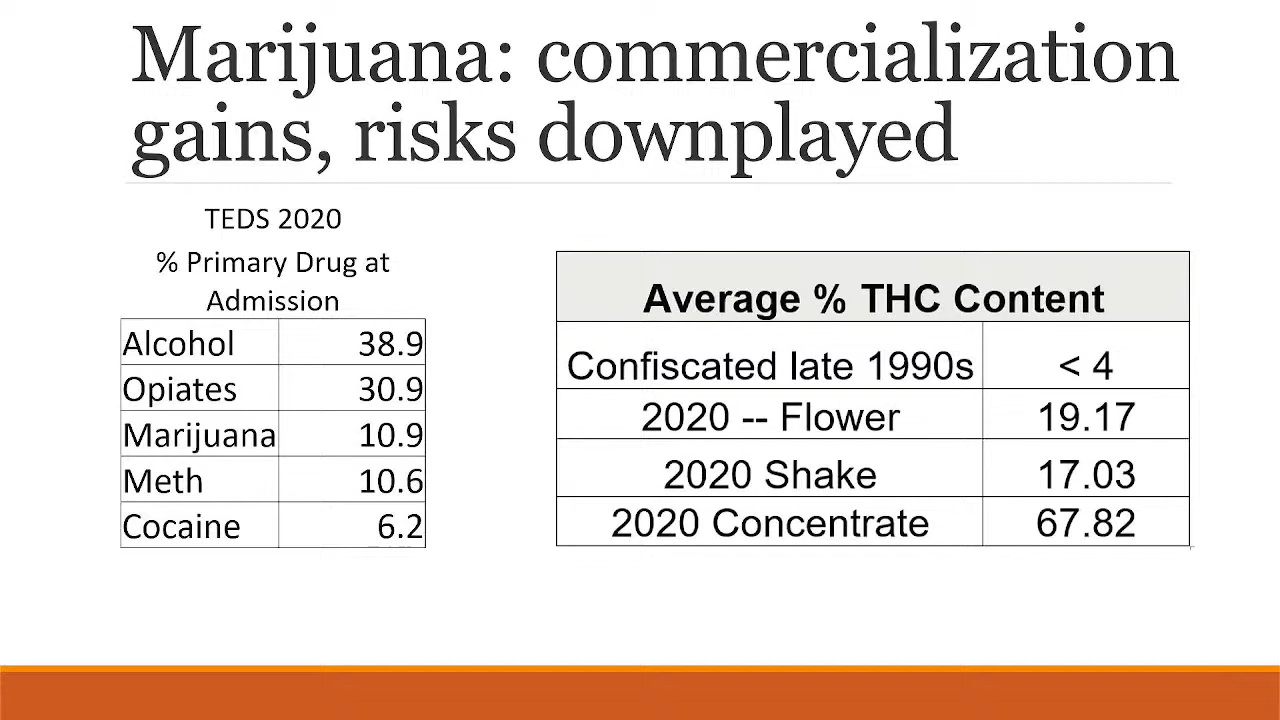 Marijuana: commercialization
gains, risks downplayed
TEDS 2020
% Primary Drug at
Admission
Alcohol 38.9
Opiates 30.9
Marijuana 10.9
Meth 10.6
Cocaine 6.2
Average % THC Content
Confiscated late 1990s < 4
2020 -- Flower 19.17
2020 Shake 17.03
2020 Concentrate 67.82